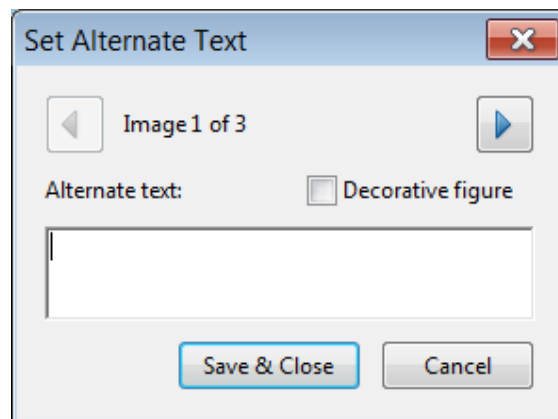 Set Alternate Text
Image 1 of 3
Alternate text: Decorative figure
Save & Close Cancel